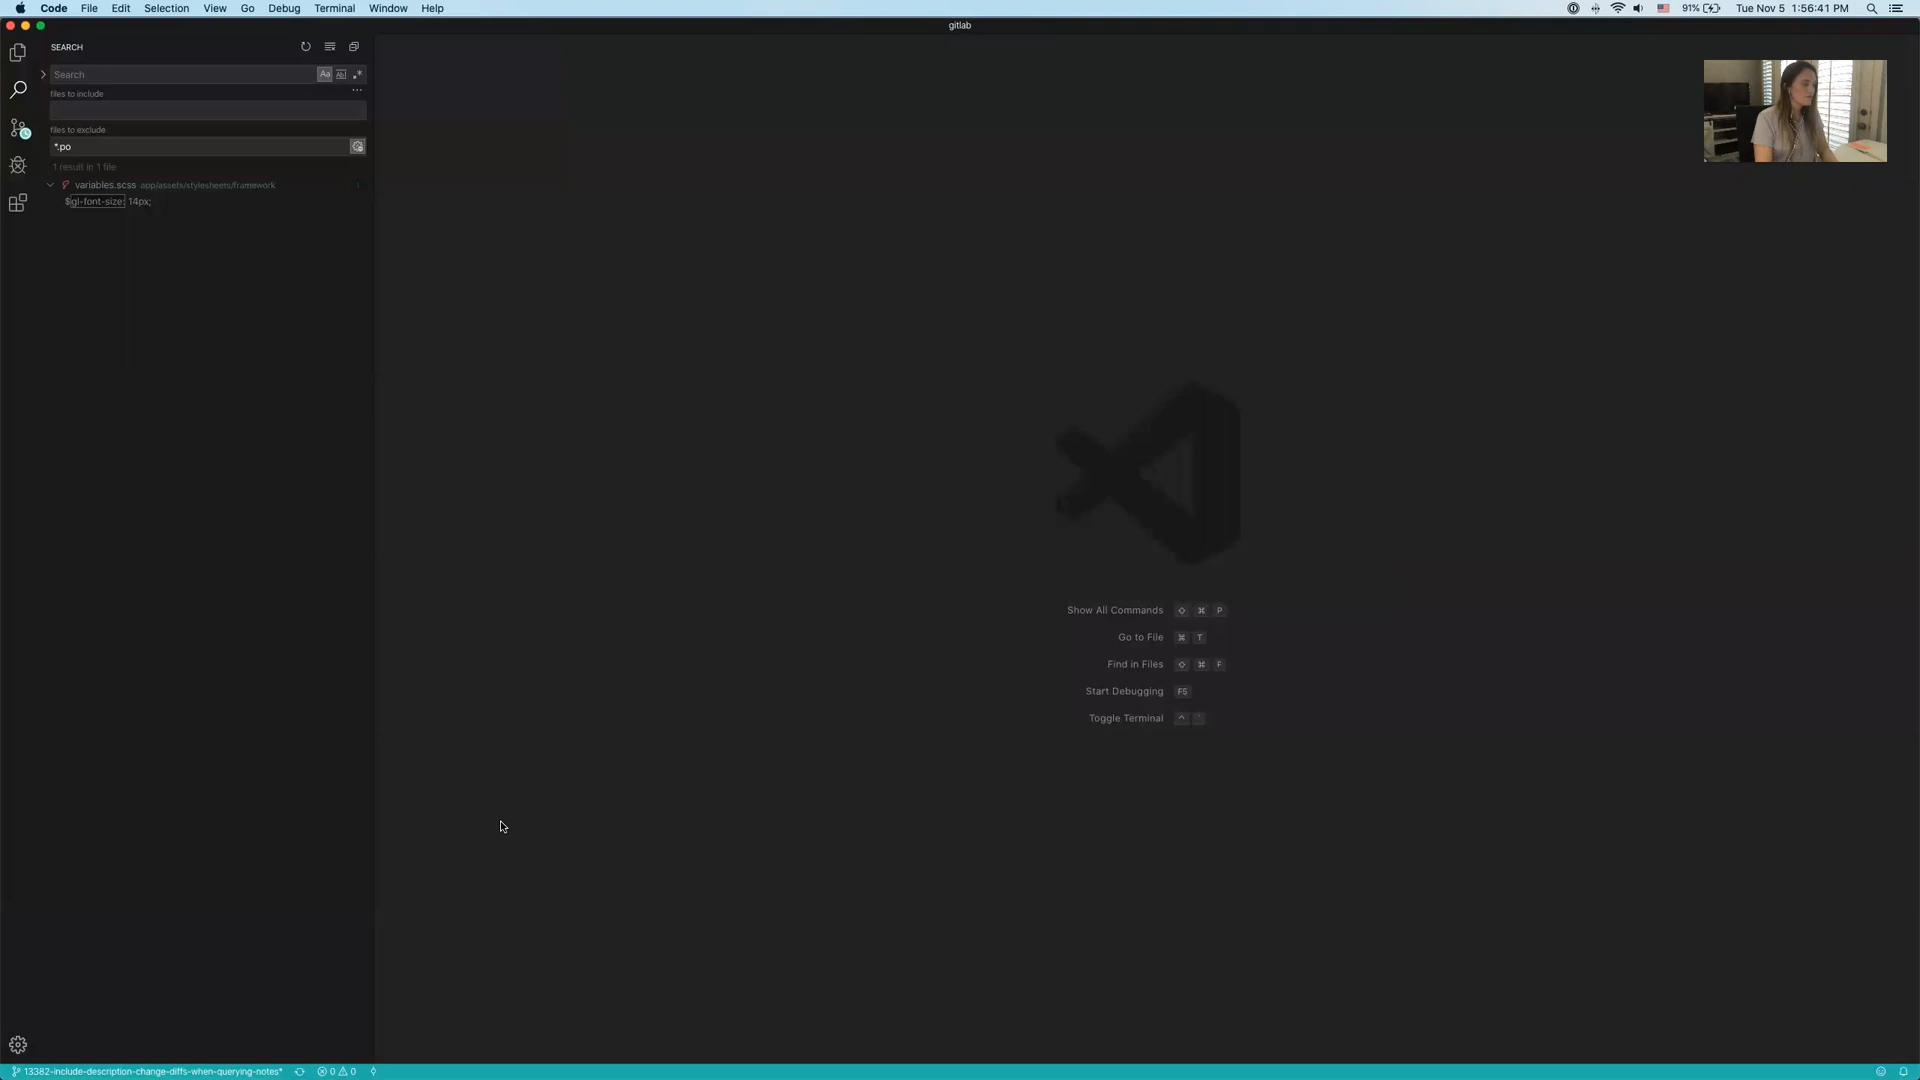 Code File Edit Selection View Go Debug Terminal Window Help 91% Tue Nov 5 1:56:41 PM
gitlab
SEARCH
Search Aa Abl .*
files to include ...
files to exclude
*.po
1 result in 1 file
variables.scss app/assets/stylesheets/framework 1
$gl-font-size: 14px;
Show All Commands ⇧ ⌘ P
Go to File ⌘ T
Find in Files ⇧ ⌘ F
Start Debugging F5
Toggle Terminal ^ `
13382-include-description-change-diffs-when-querying-notes* 0 0